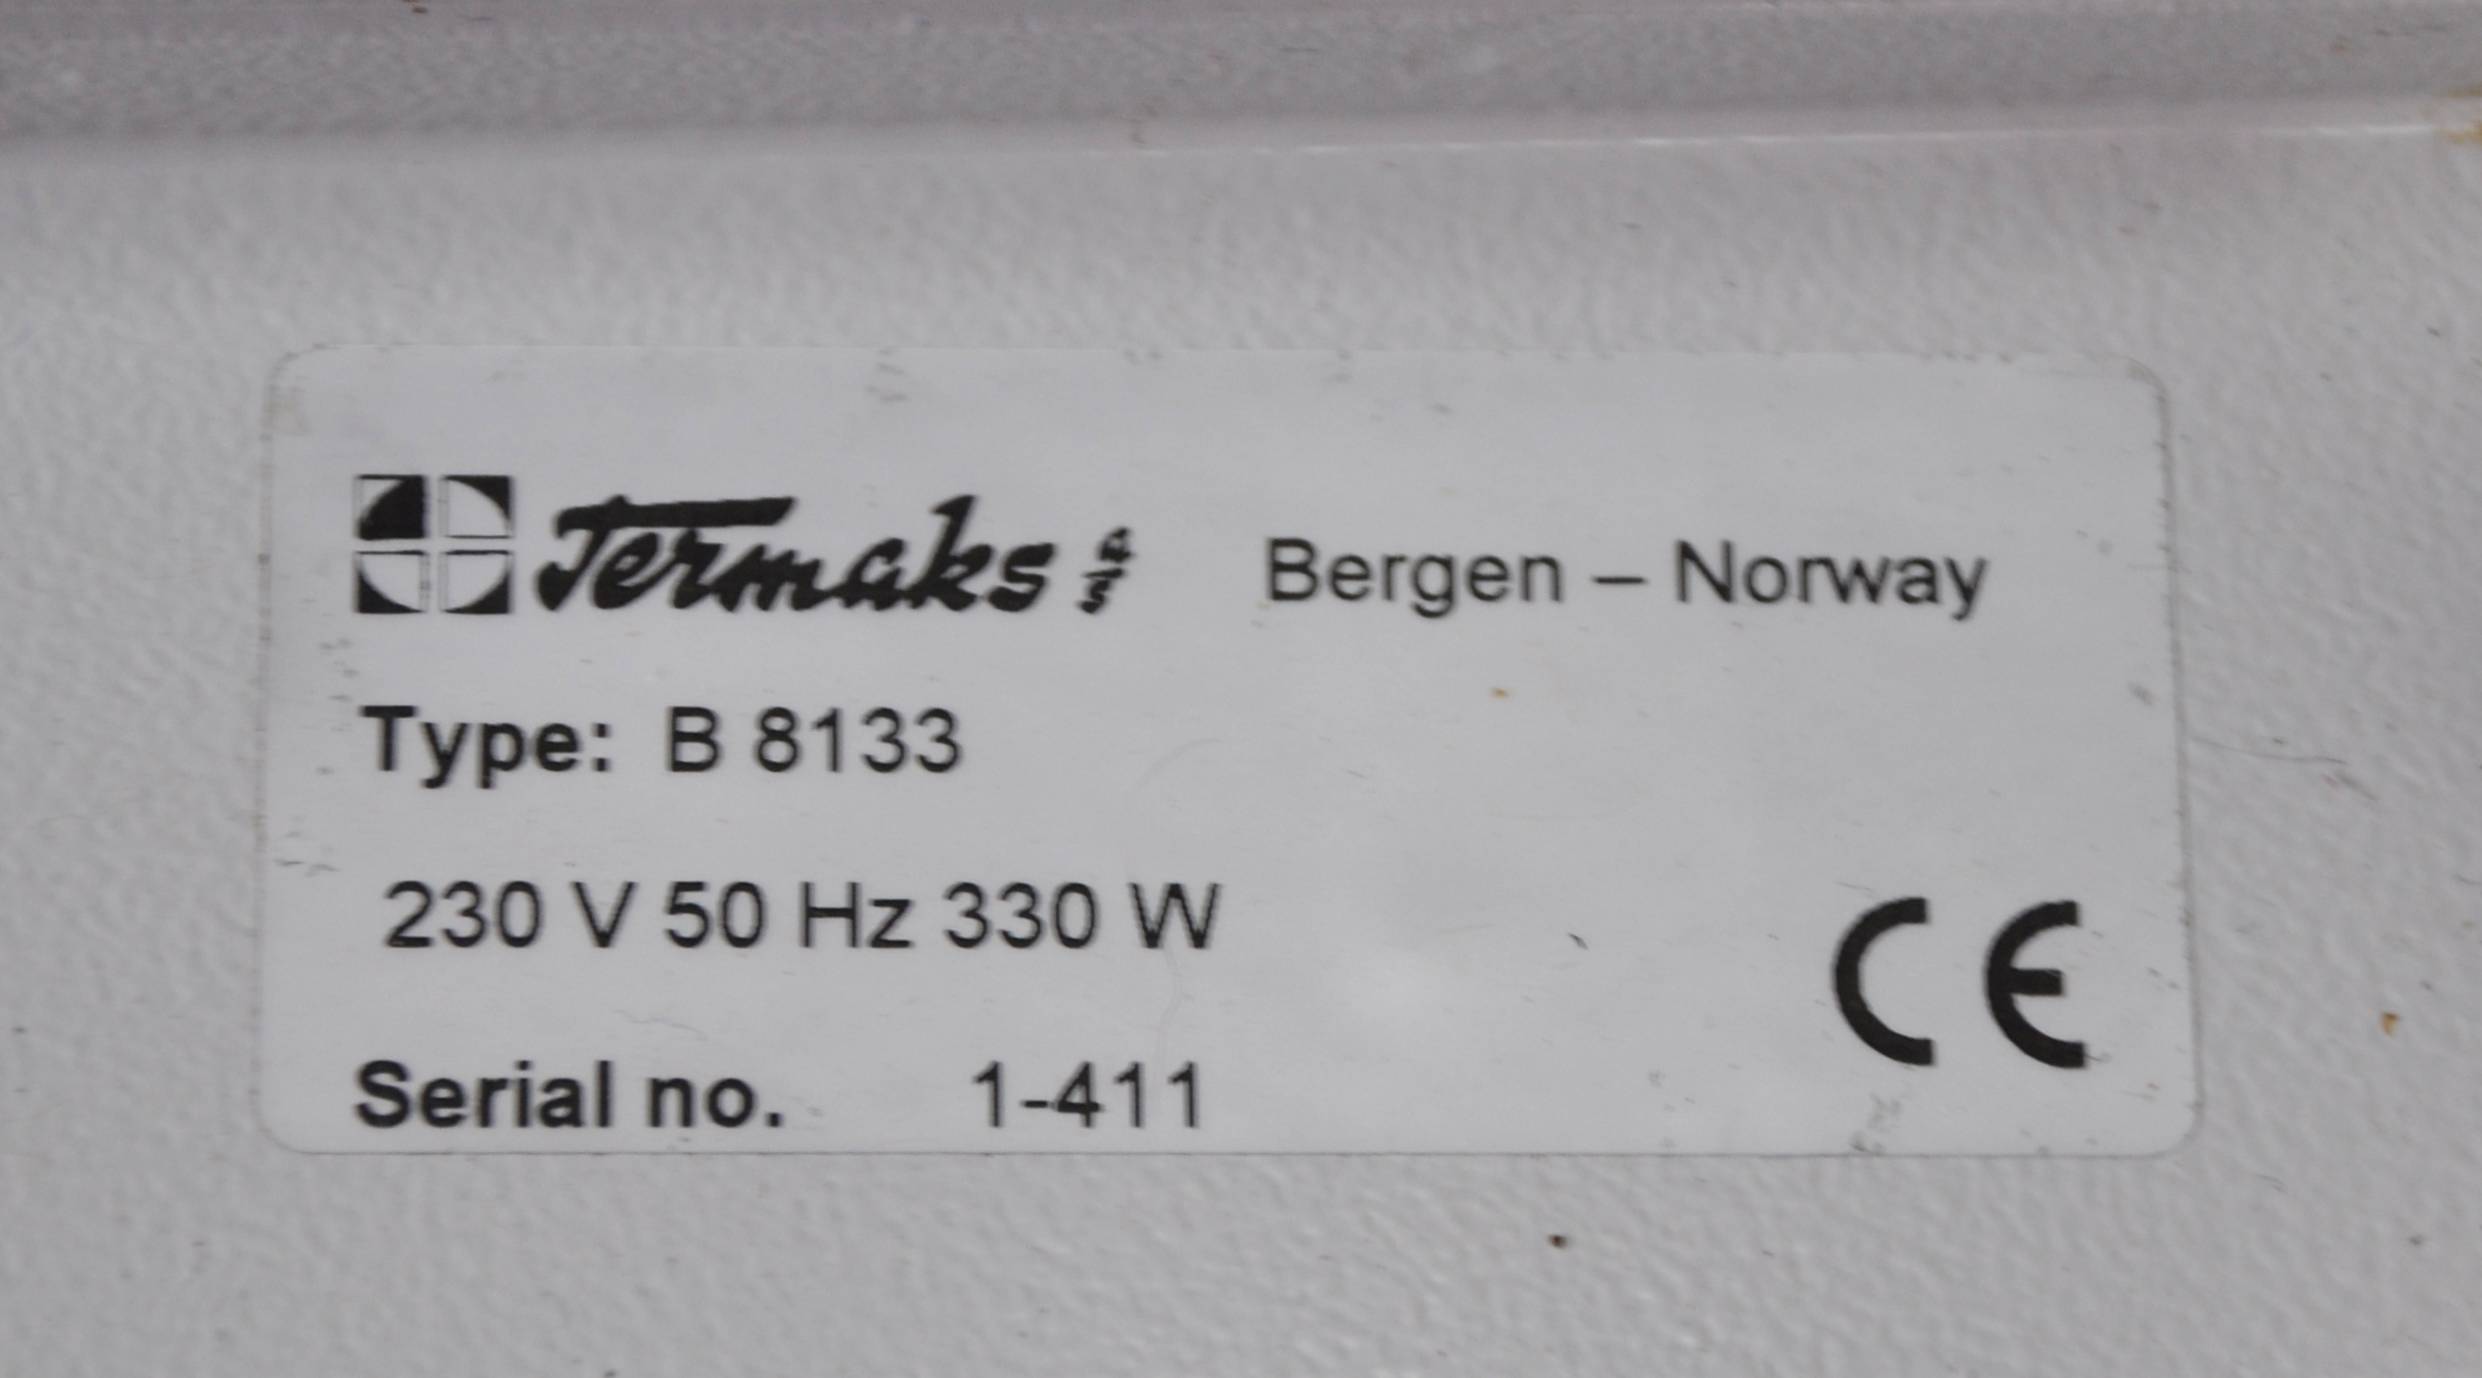 Termaks a/s Bergen – Norway
Type: B 8133
230 V 50 Hz 330 W
CE
Serial no. 1-411